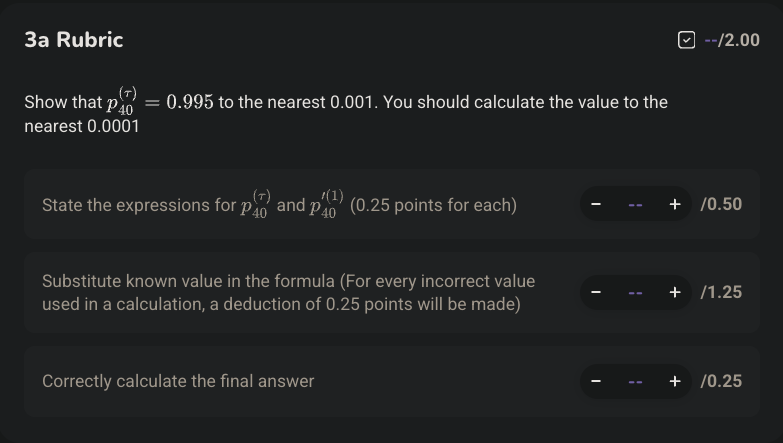 3a Rubric
--/2.00
Show that $p_{40}^{(\tau)} = 0.995$ to the nearest 0.001. You should calculate the value to the
nearest 0.0001
State the expressions for $p_{40}^{(\tau)}$ and $p_{40}^{\prime(1)}$ (0.25 points for each)
− -- + /0.50
Substitute known value in the formula (For every incorrect value
used in a calculation, a deduction of 0.25 points will be made)
− -- + /1.25
Correctly calculate the final answer
− -- + /0.25